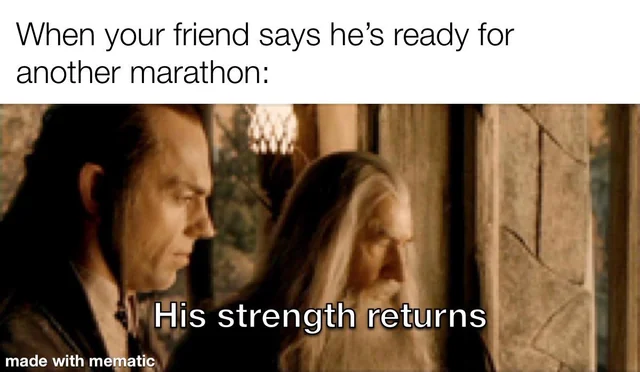 When your friend says he’s ready for
another marathon:
His strength returns
made with mematic